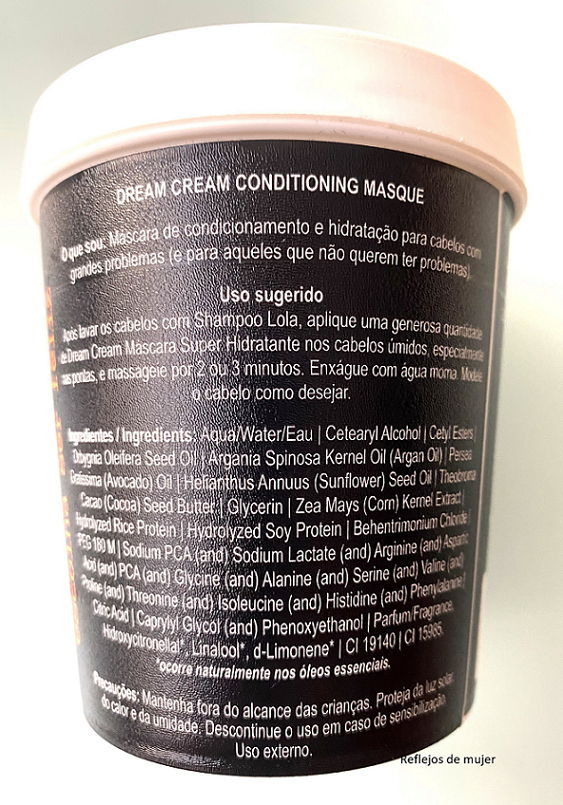 DREAM CREAM CONDITIONING MASQUE
O que sou: Máscara de condicionamento e hidratação para cabelos com
grandes problemas (e para aqueles que não querem ter problemas).
Uso sugerido
Após lavar os cabelos com Shampoo Lola, aplique uma generosa quantidade
de Dream Cream Máscara Super Hidratante nos cabelos úmidos, especialmente
nas pontas, e massageie por 2 ou 3 minutos. Enxágue com água morna. Modele
o cabelo como desejar.
Ingredientes / Ingredients: Aqua/Water/Eau | Cetearyl Alcohol | Cetyl Esters |
Orbygnia Oleifera Seed Oil | Argania Spinosa Kernel Oil (Argan Oil) | Persea
Gratissima (Avocado) Oil | Helianthus Annuus (Sunflower) Seed Oil | Theobroma
Cacao (Cocoa) Seed Butter | Glycerin | Zea Mays (Corn) Kernel Extract |
Hydrolyzed Rice Protein | Hydrolyzed Soy Protein | Behentrimonium Chloride |
PEG 180 M | Sodium PCA (and) Sodium Lactate (and) Arginine (and) Aspartic
Acid (and) PCA (and) Glycine (and) Alanine (and) Serine (and) Valine (and)
Proline (and) Threonine (and) Isoleucine (and) Histidine (and) Phenylalanine |
Citric Acid | Caprylyl Glycol (and) Phenoxyethanol | Parfum/Fragrance,
Hidroxycitronellal*, Linalool*, d-Limonene* | CI 19140 | CI 15985.
*ocorre naturalmente nos óleos essenciais.
Precauções: Mantenha fora do alcance das crianças. Proteja da luz solar,
do calor e da umidade. Descontinue o uso em caso de sensibilização.
Uso externo.
Reflejos de mujer